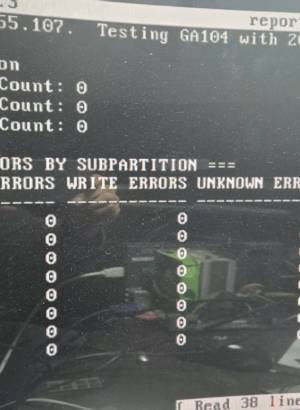 repor
55.107. Testing GA104 with 2
on
Count: 0
Count: 0
Count: 0
ORS BY SUBPARTITION ===
RRORS WRITE ERRORS UNKNOWN ERR
------ ------------ -----------
0 0
0 0
0 0
0 0
0 0
0 0
0 0
0 0
[ Read 38 line